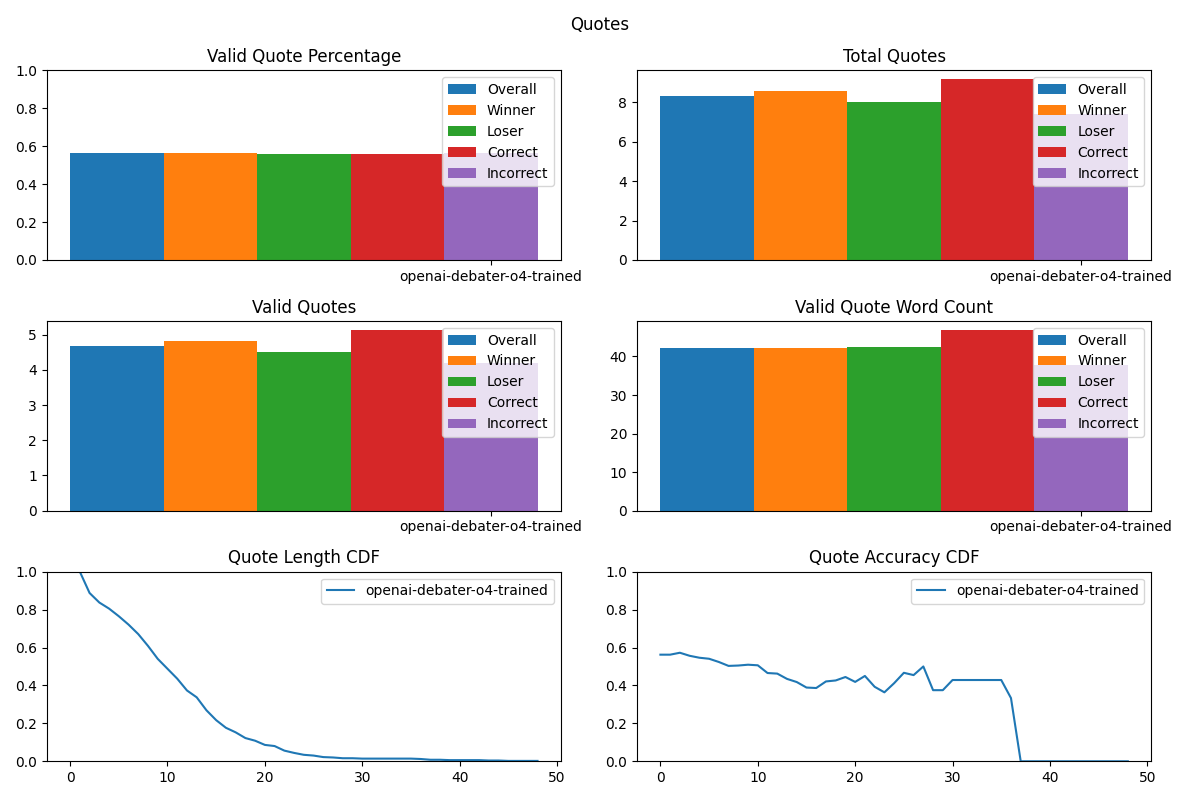 Quotes
Valid Quote Percentage
1.0
0.8
0.6
0.4
0.2
0.0
Overall
Winner
Loser
Correct
Incorrect
openai-debater-o4-trained
Total Quotes
8
6
4
2
0
Overall
Winner
Loser
Correct
Incorrect
openai-debater-o4-trained
Valid Quotes
5
4
3
2
1
0
Overall
Winner
Loser
Correct
Incorrect
openai-debater-o4-trained
Valid Quote Word Count
40
30
20
10
0
Overall
Winner
Loser
Correct
Incorrect
openai-debater-o4-trained
Quote Length CDF
1.0
0.8
0.6
0.4
0.2
0.0
openai-debater-o4-trained
0 10 20 30 40 50
Quote Accuracy CDF
1.0
0.8
0.6
0.4
0.2
0.0
openai-debater-o4-trained
0 10 20 30 40 50